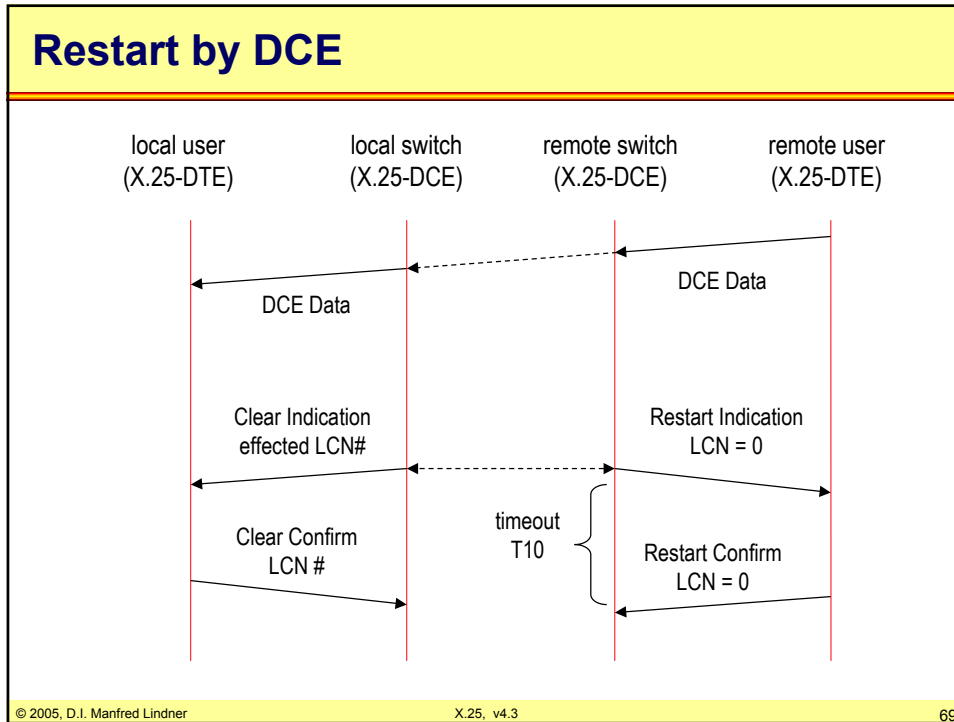 Restart by DCE
local user
(X.25-DTE)
local switch
(X.25-DCE)
remote switch
(X.25-DCE)
remote user
(X.25-DTE)
DCE Data
DCE Data
Clear Indication
effected LCN#
Restart Indication
LCN = 0
Clear Confirm
LCN #
timeout
T10
Restart Confirm
LCN = 0
© 2005, D.I. Manfred Lindner
X.25, v4.3
69